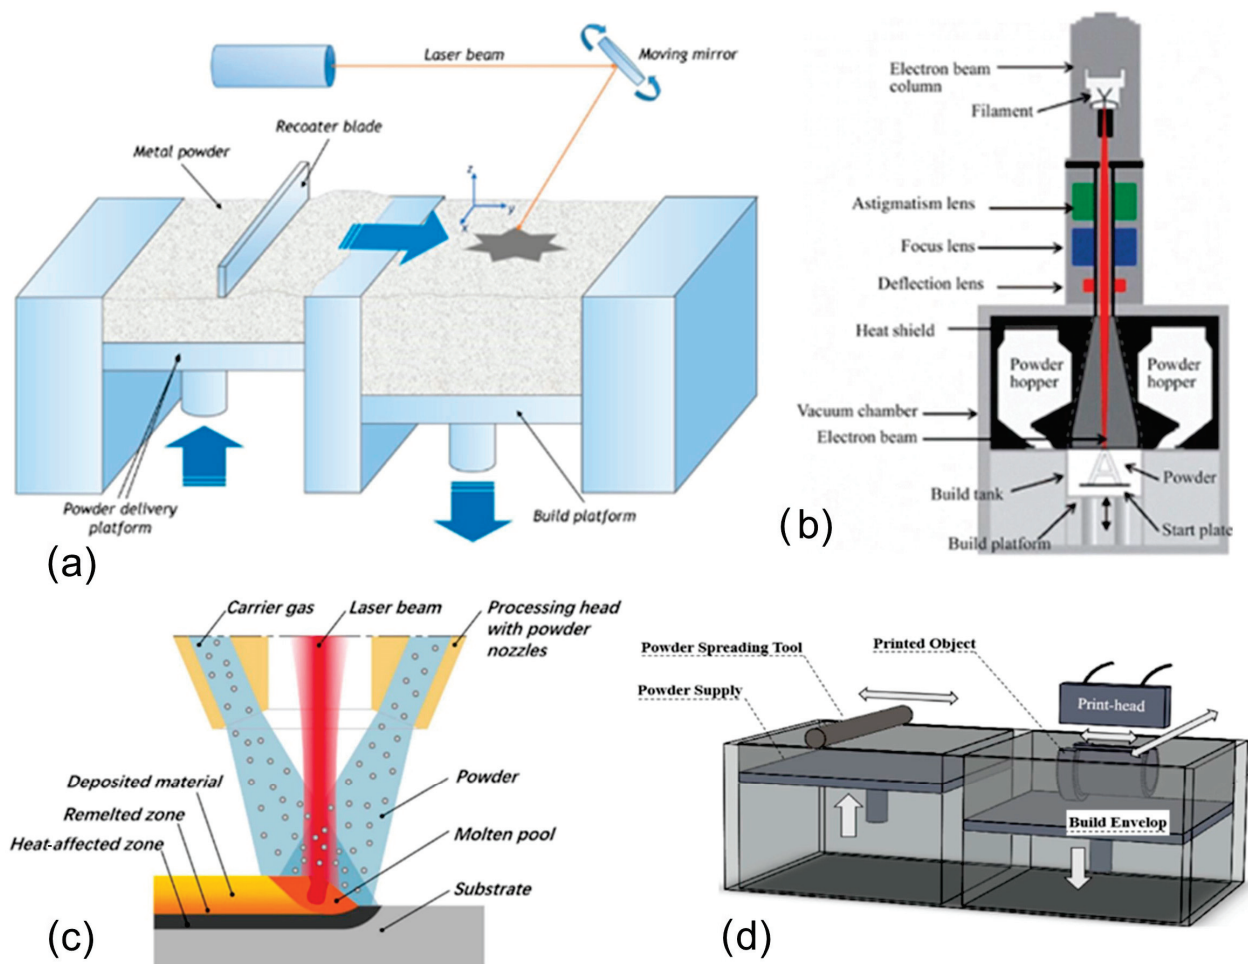 Laser beam
Moving mirror
Recoater blade
Metal powder
z
y
x
Powder delivery
platform
Build platform
(a)
Electron beam
column
Filament
Astigmatism lens
Focus lens
Deflection lens
Heat shield
Powder
hopper
Powder
hopper
Vacuum chamber
Electron beam
Build tank
Powder
Start plate
Build platform
(b)
Carrier gas
Laser beam
Processing head
with powder
nozzles
Deposited material
Remelted zone
Heat-affected zone
Powder
Molten pool
Substrate
(c)
Powder Spreading Tool
Printed Object
Powder Supply
Print-head
Build Envelop
(d)